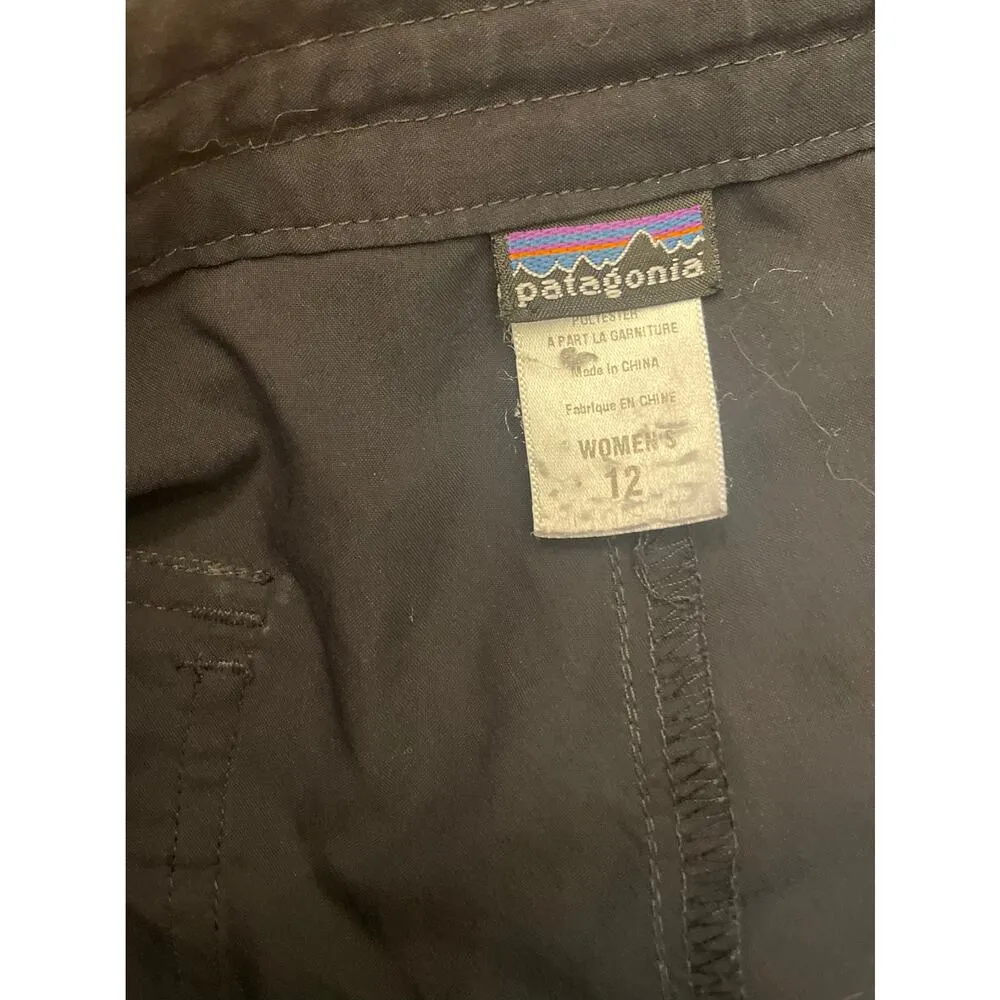 patagonia
POLYESTER
A PART LA GARNITURE
Made in CHINA
Fabrique EN CHINE
WOMEN'S
12